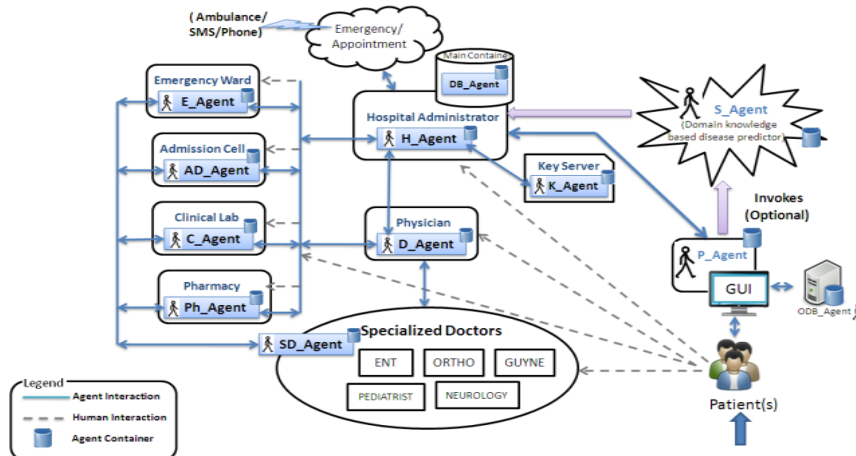 ( Ambulance/
SMS/Phone)
Emergency/
Appointment
Main Container
DB_Agent
Emergency Ward
E_Agent
Hospital Administrator
H_Agent
S_Agent
(Domain knowledge
based disease predictor)
Admission Cell
AD_Agent
Key Server
K_Agent
Invokes
(Optional)
Clinical Lab
C_Agent
Physician
D_Agent
P_Agent
GUI
ODB_Agent
Pharmacy
Ph_Agent
SD_Agent
Specialized Doctors
ENT
ORTHO
GUYNE
PEDIATRIST
NEUROLOGY
Patient(s)
Legend
Agent Interaction
Human Interaction
Agent Container